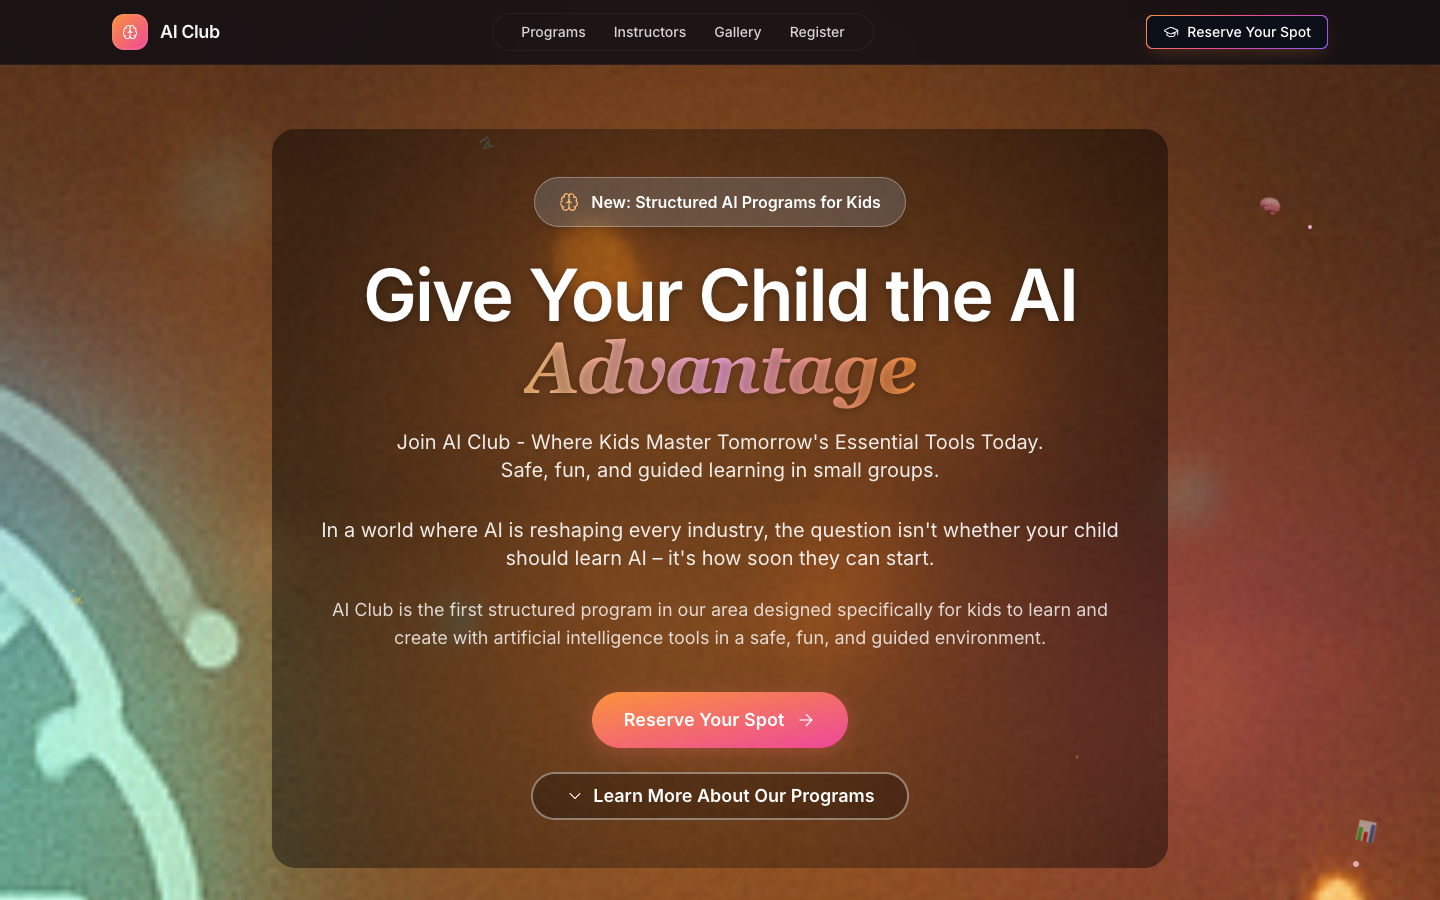 AI Club
Programs
Instructors
Gallery
Register
Reserve Your Spot
New: Structured AI Programs for Kids
Give Your Child the AI
Advantage
Join AI Club - Where Kids Master Tomorrow's Essential Tools Today.
Safe, fun, and guided learning in small groups.
In a world where AI is reshaping every industry, the question isn't whether your child
should learn AI – it's how soon they can start.
AI Club is the first structured program in our area designed specifically for kids to learn and
create with artificial intelligence tools in a safe, fun, and guided environment.
Reserve Your Spot
Learn More About Our Programs